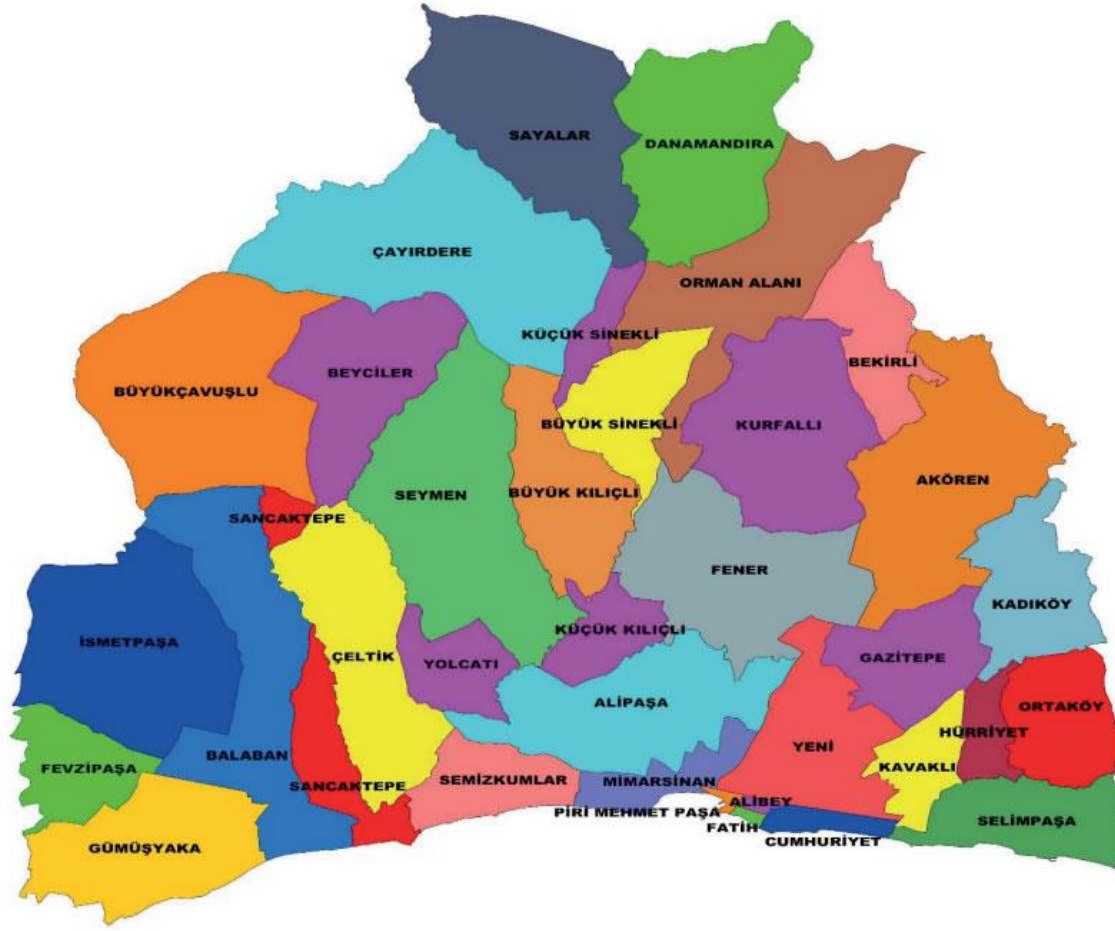 SAYALAR
DANAMANDIRA
ÇAYIRDERE
ORMAN ALANI
KÜÇÜK SİNEKLİ
BEKİRLİ
BEYCİLER
BÜYÜKÇAVUŞLU
BÜYÜK SİNEKLİ
KURFALLI
AKÖREN
SEYMEN
BÜYÜK KILIÇLI
SANCAKTEPE
FENER
KADIKÖY
İSMETPAŞA
ÇELTİK
YOLCATI
KÜÇÜK KILIÇLI
GAZİTEPE
ALİPAŞA
ORTAKÖY
HÜRRİYET
YENİ
BALABAN
FEVZİPAŞA
KAVAKLI
SEMİZKUMLAR
MİMARSİNAN
SANCAKTEPE
ALİBEY
PİRİ MEHMET PAŞA
SELİMPAŞA
FATİH
CUMHURİYET
GÜMÜŞYAKA